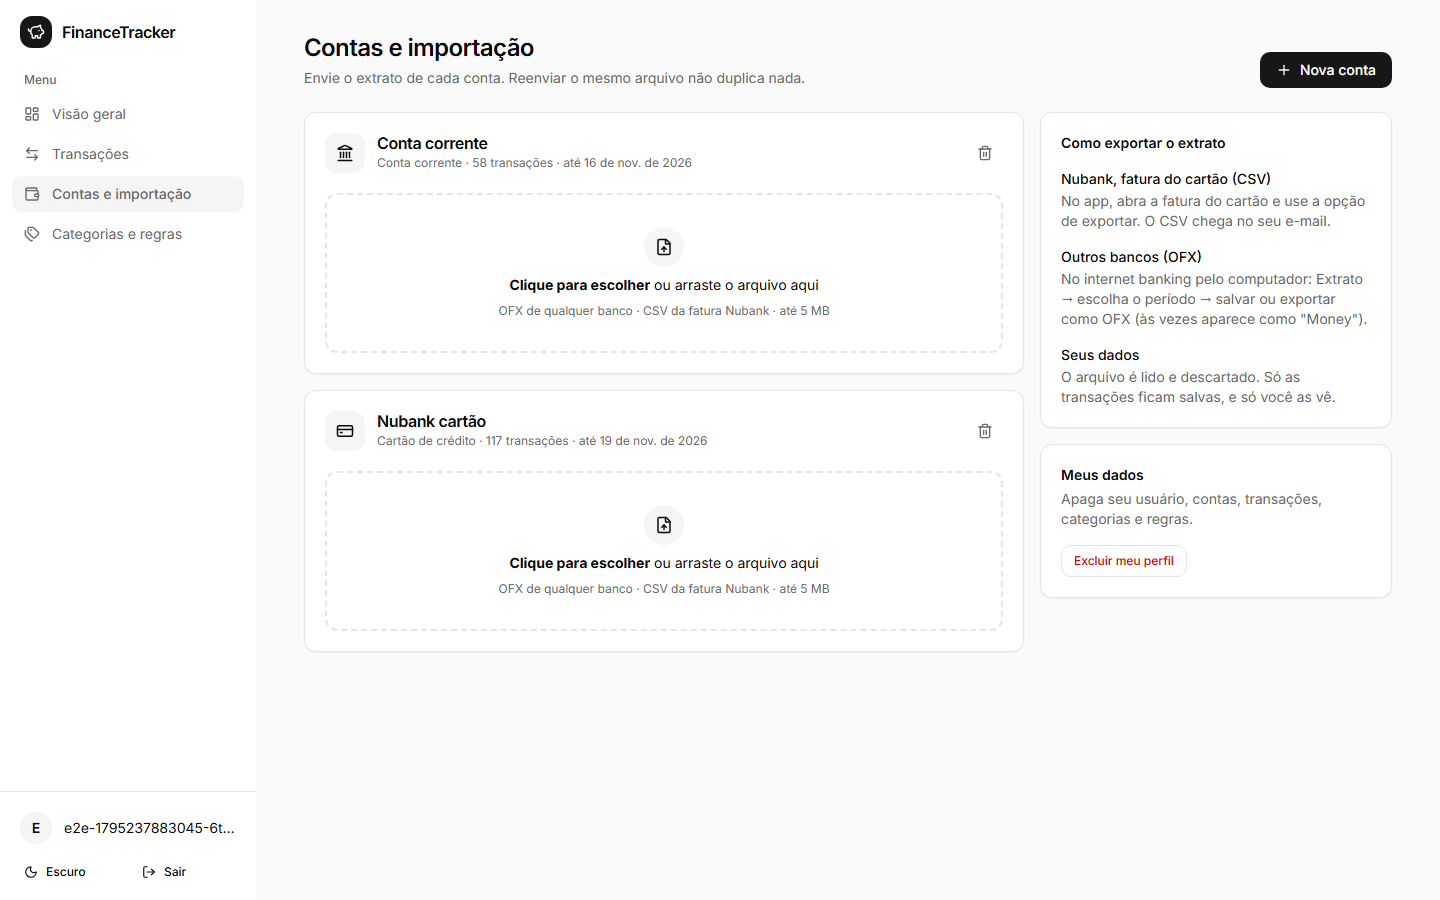 FinanceTracker
Menu
Visão geral
Transações
Contas e importação
Categorias e regras
E
e2e-1795237883045-6t...
Escuro
Sair
Contas e importação
Envie o extrato de cada conta. Reenviar o mesmo arquivo não duplica nada.
Nova conta
Conta corrente
Conta corrente · 58 transações · até 16 de nov. de 2026
Clique para escolher ou arraste o arquivo aqui
OFX de qualquer banco · CSV da fatura Nubank · até 5 MB
Nubank cartão
Cartão de crédito · 117 transações · até 19 de nov. de 2026
Clique para escolher ou arraste o arquivo aqui
OFX de qualquer banco · CSV da fatura Nubank · até 5 MB
Como exportar o extrato
Nubank, fatura do cartão (CSV)
No app, abra a fatura do cartão e use a opção
de exportar. O CSV chega no seu e-mail.
Outros bancos (OFX)
No internet banking pelo computador: Extrato
→ escolha o período → salvar ou exportar
como OFX (às vezes aparece como "Money").
Seus dados
O arquivo é lido e descartado. Só as
transações ficam salvas, e só você as vê.
Meus dados
Apaga seu usuário, contas, transações,
categorias e regras.
Excluir meu perfil